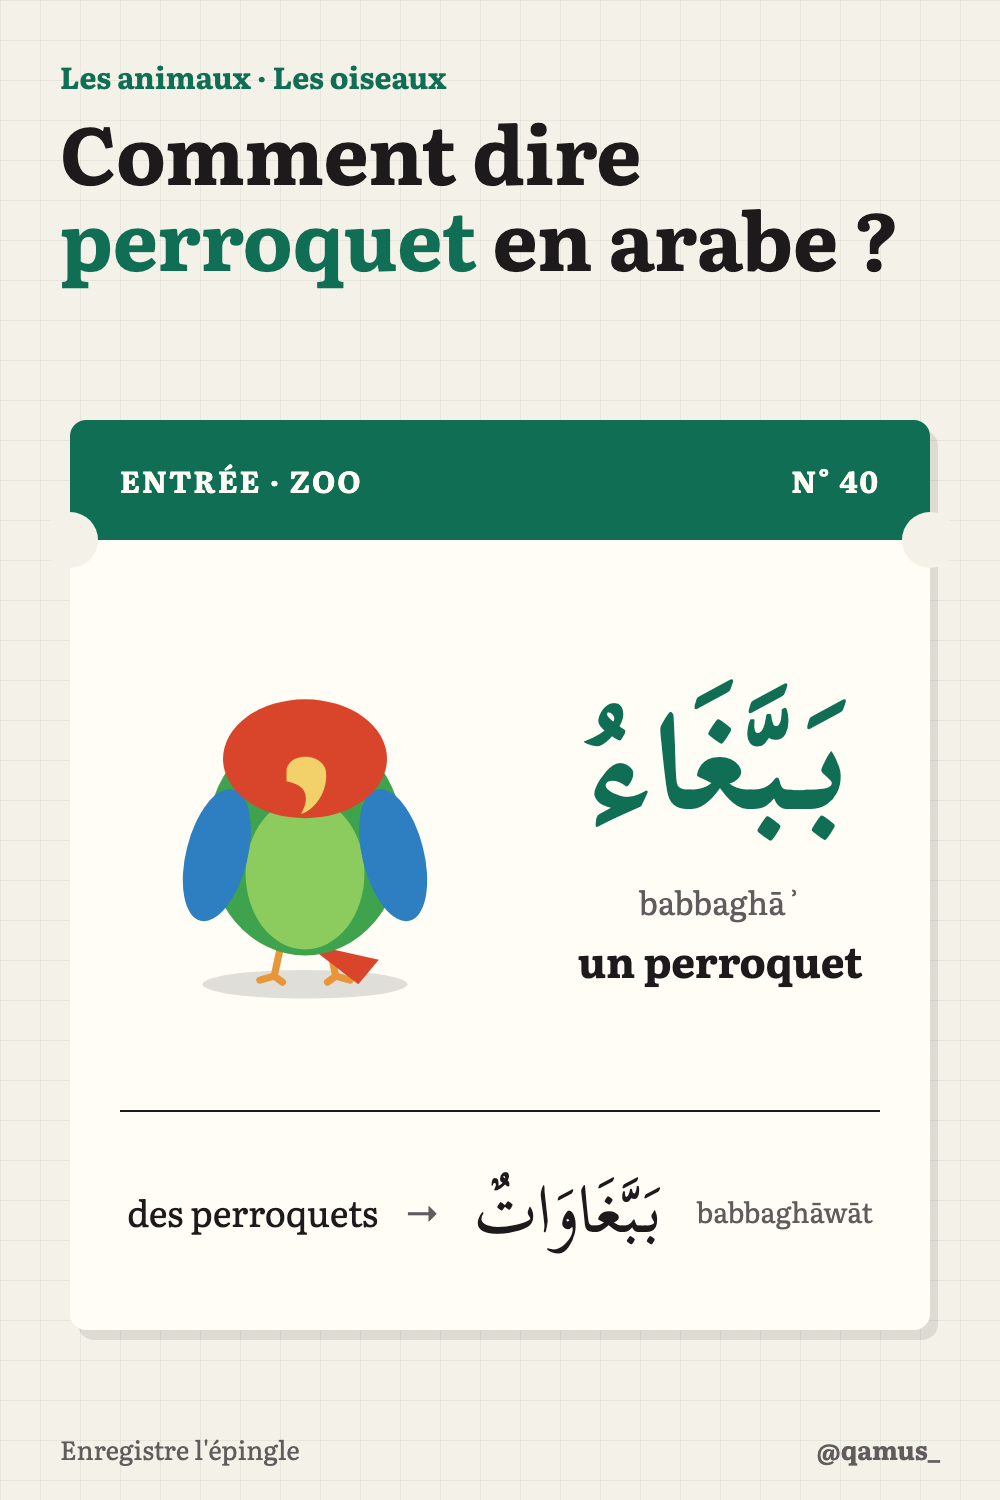 Les animaux · Les oiseaux
Comment dire
perroquet en arabe ?
ENTRÉE · ZOO
N° 40
بَبَّغَاءُ
babbaghāʾ
un perroquet
des perroquets → بَبَّغَاوَاتٌ babbaghāwāt
Enregistre l'épingle
@qamus_